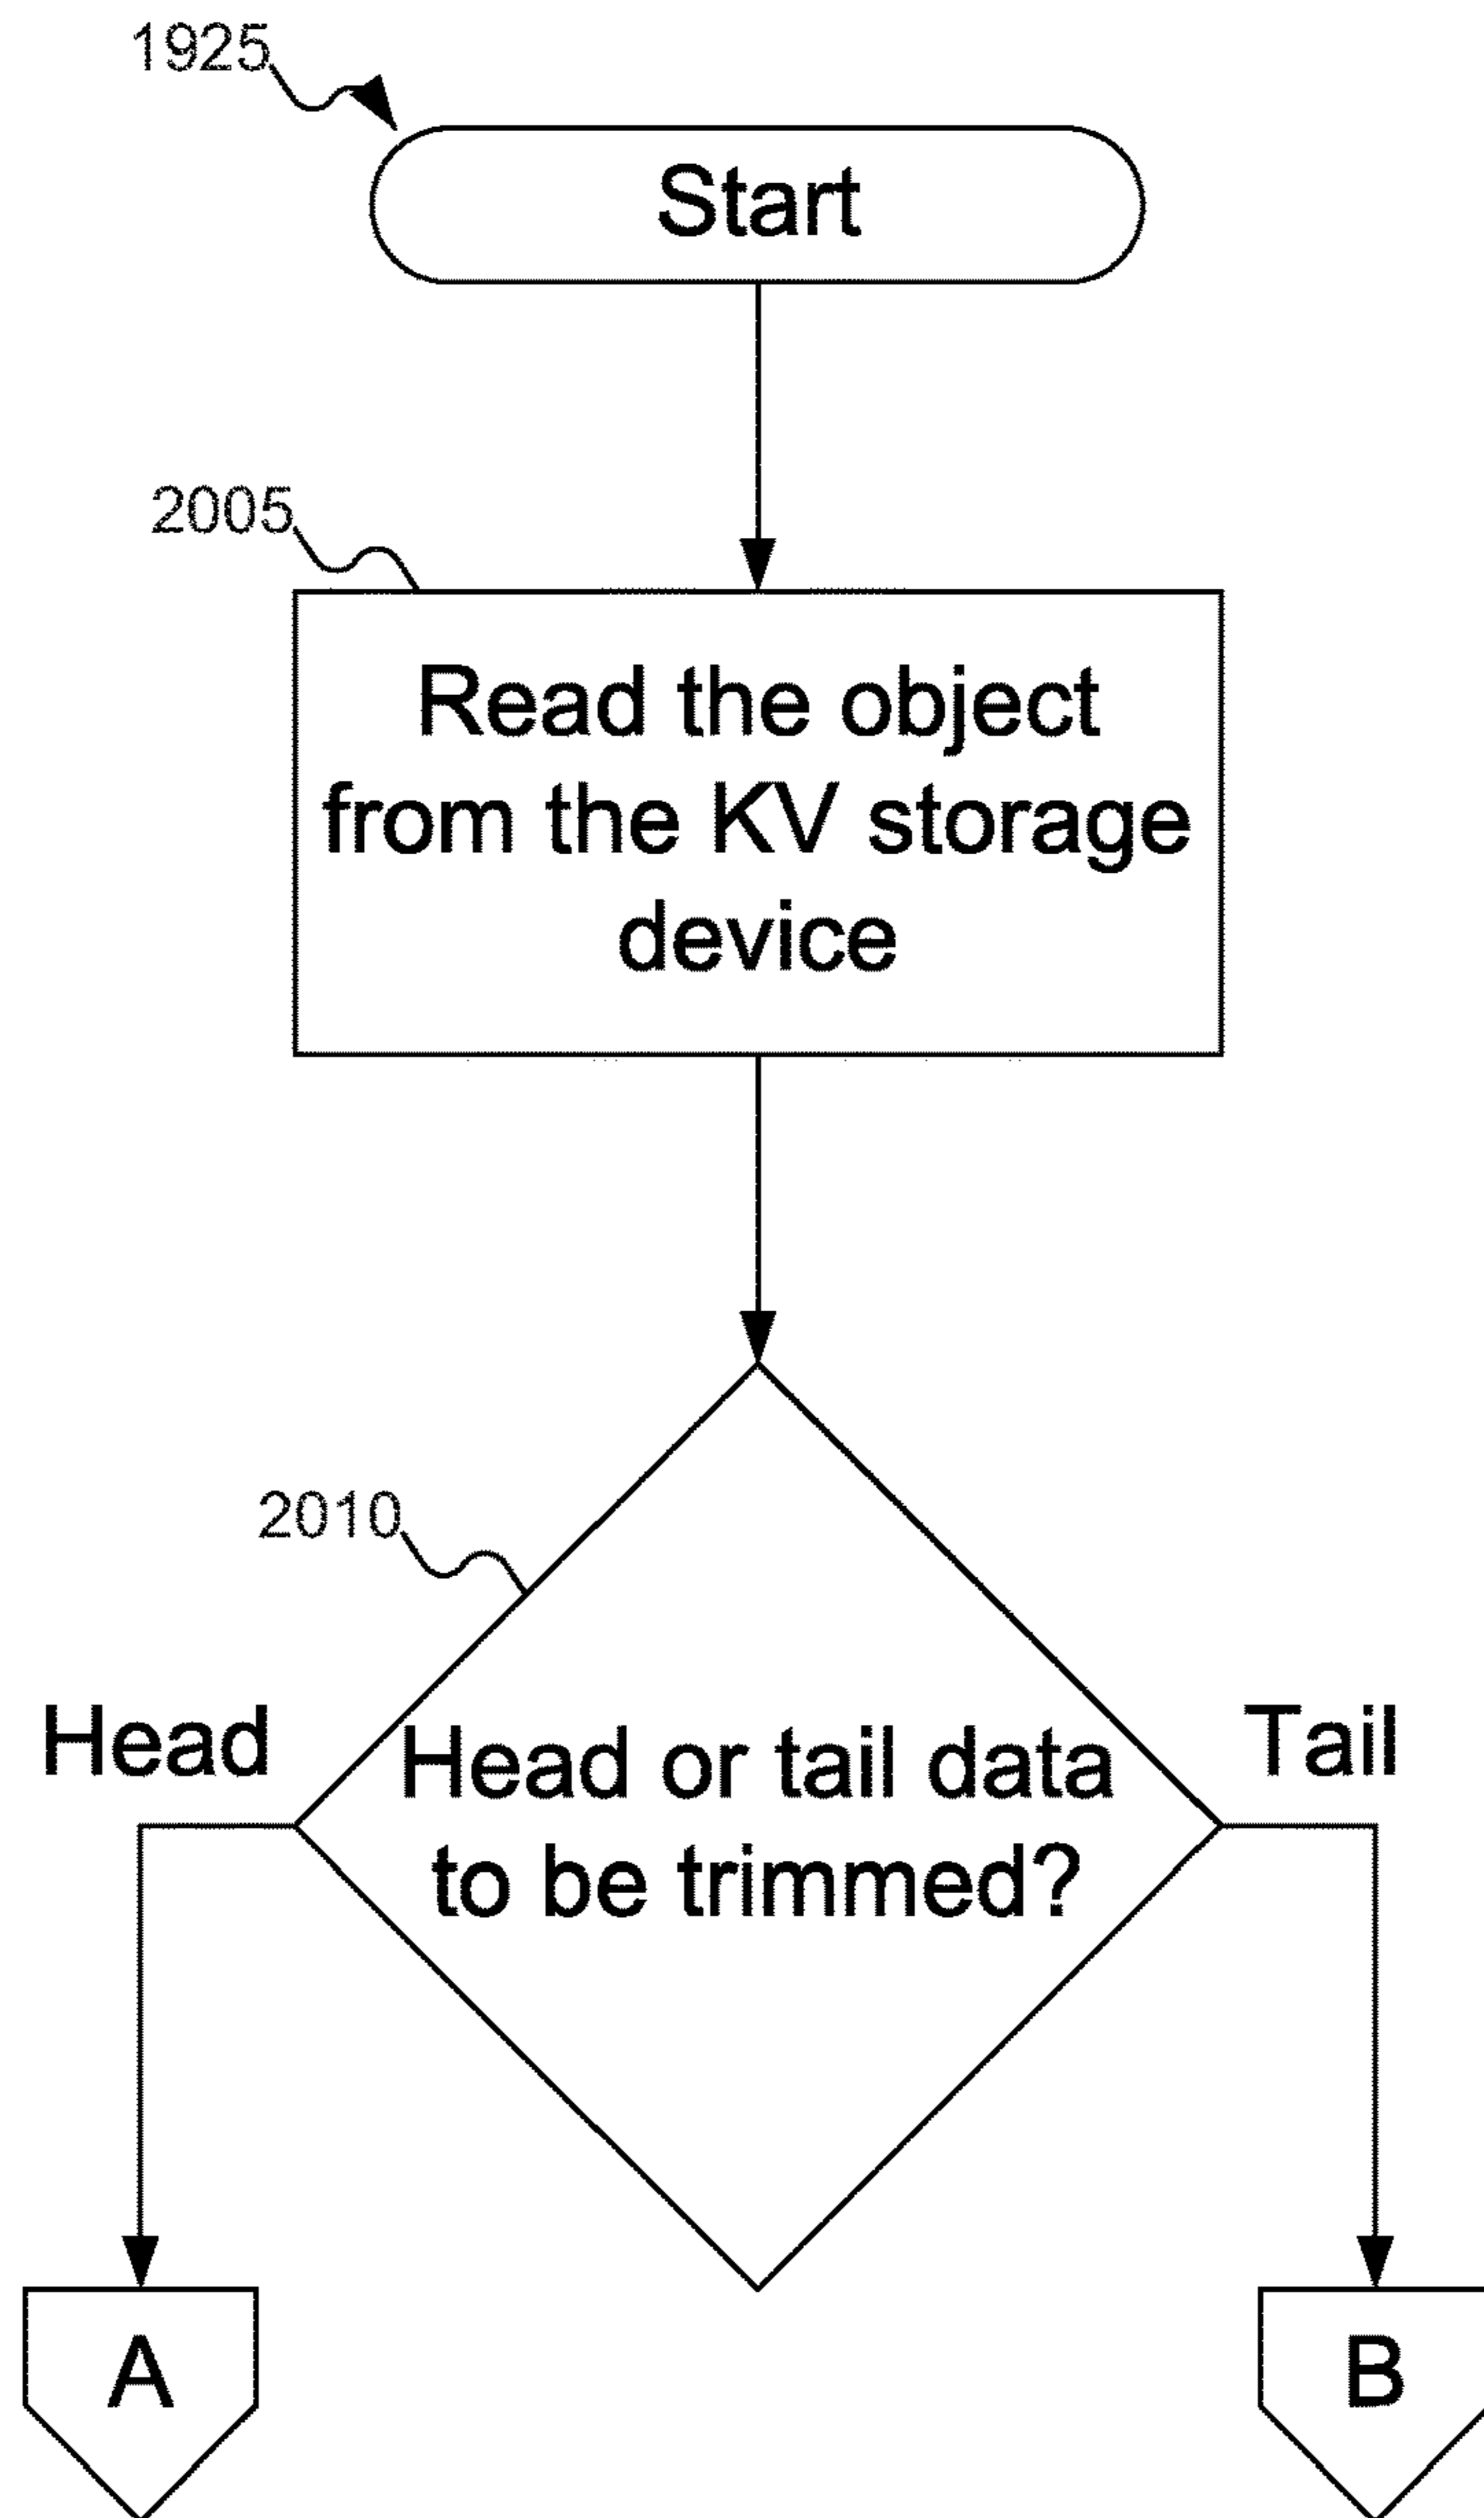 1925
Start
2005
Read the object
from the KV storage
device
2010
Head
Tail
Head or tail data
to be trimmed?
A
B